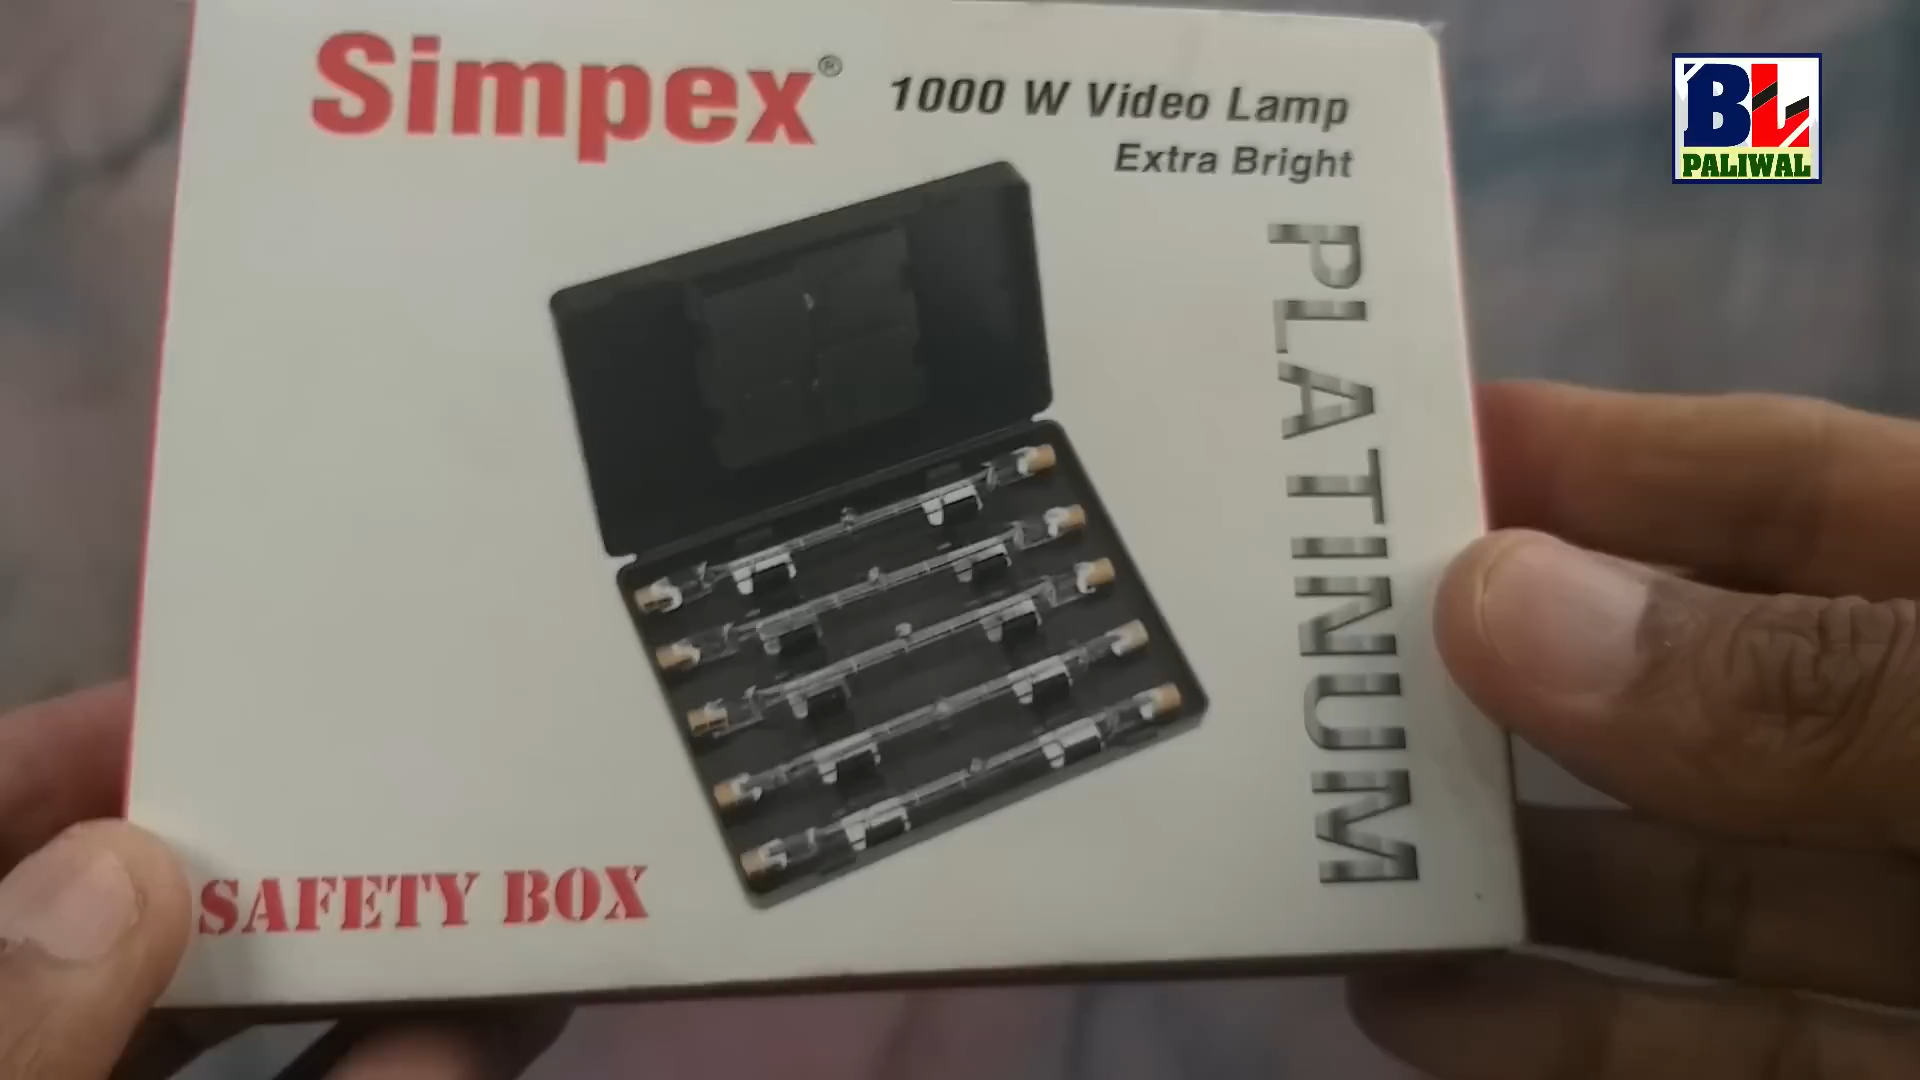 Simpex®
1000 W Video Lamp
Extra Bright
PLATINUM
SAFETY BOX
BL
PALIWAL